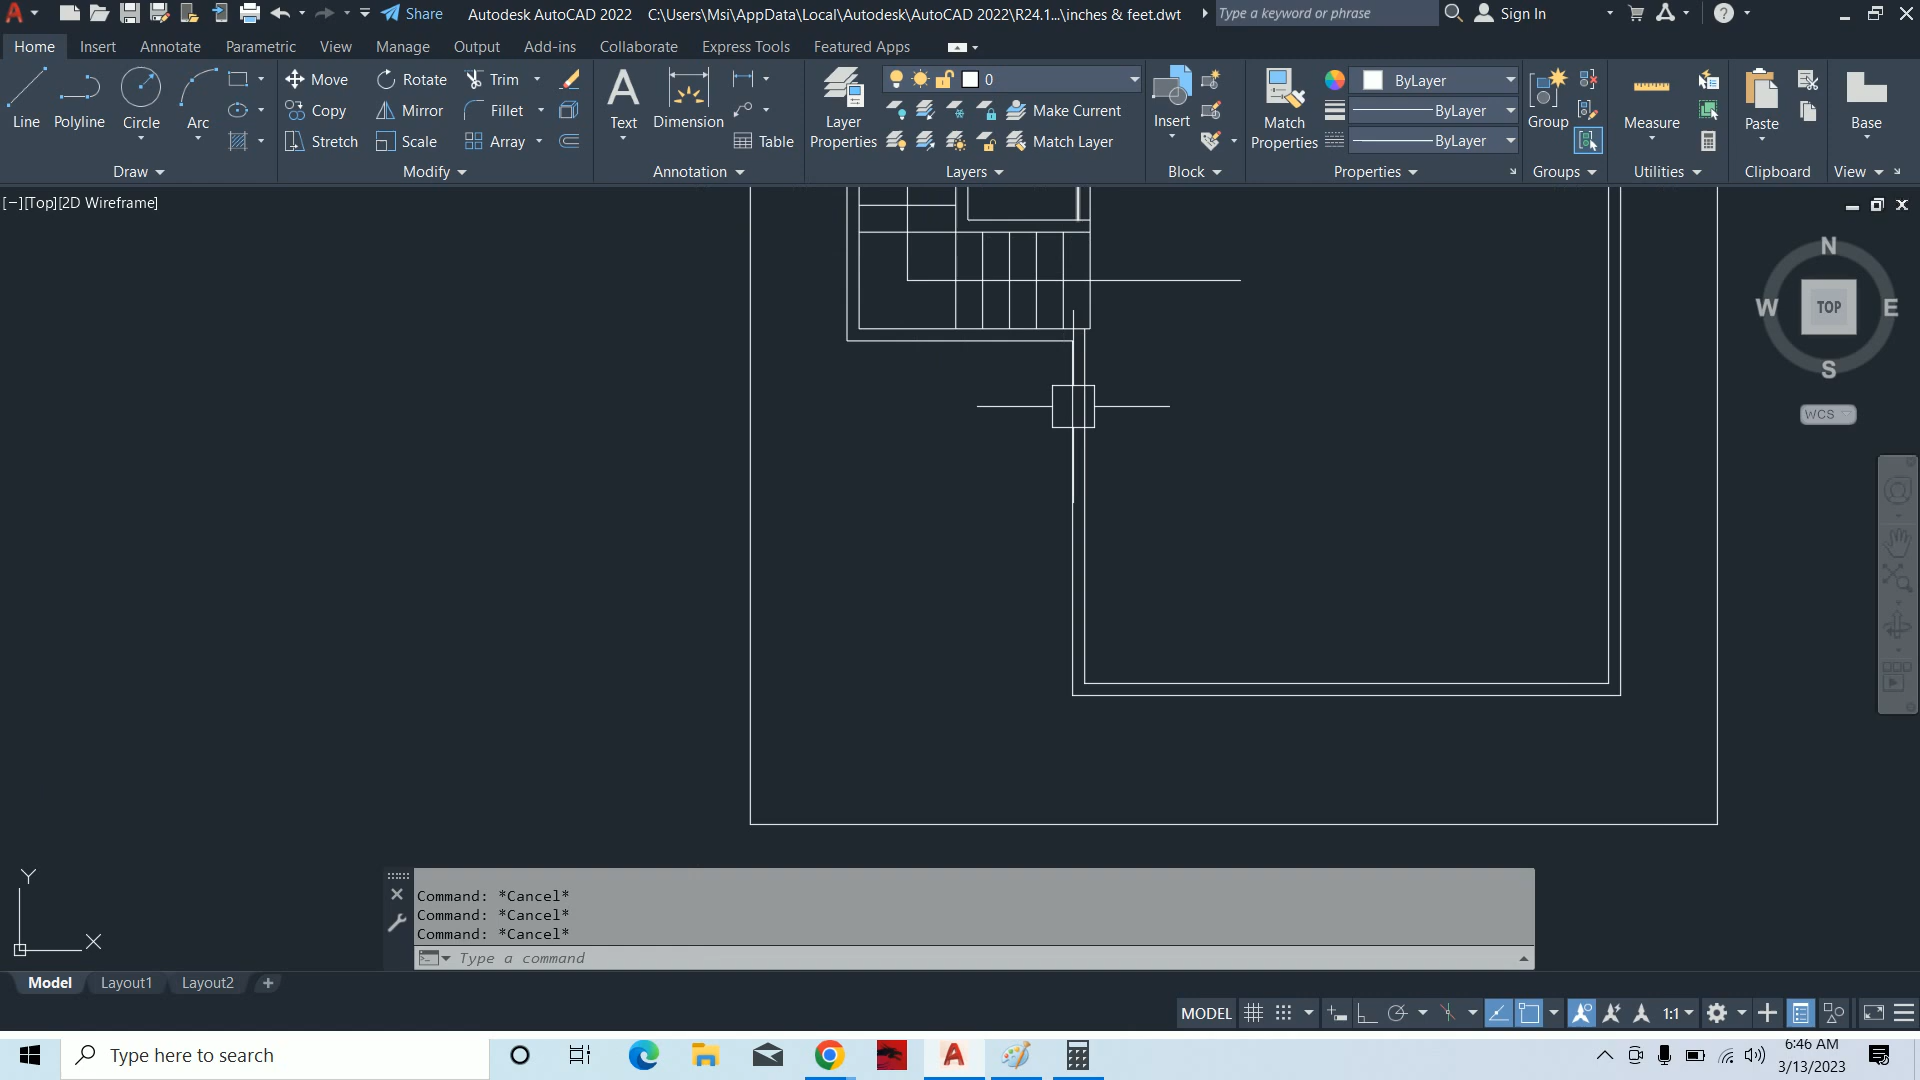 Share Autodesk AutoCAD 2022 C:\Users\Msi\AppData\Local\Autodesk\AutoCAD 2022\R24.1...\inches & feet.dwt Type a keyword or phrase Sign In
Home Insert Annotate Parametric View Manage Output Add-ins Collaborate Express Tools Featured Apps
Line Polyline Circle Arc
Move Rotate Trim
Copy Mirror Fillet
Stretch Scale Array
Text Dimension Table
Layer Properties
0
Make Current
Match Layer
Insert
Match Properties
ByLayer
ByLayer
ByLayer
Group Measure Paste Base
Draw Modify Annotation Layers Block Properties Groups Utilities Clipboard View
[−][Top][2D Wireframe]
N
W TOP E
S
WCS
Y
X
Command: *Cancel*
Command: *Cancel*
Command: *Cancel*
Type a command
Model Layout1 Layout2
MODEL 1:1
Type here to search
6:46 AM
3/13/2023